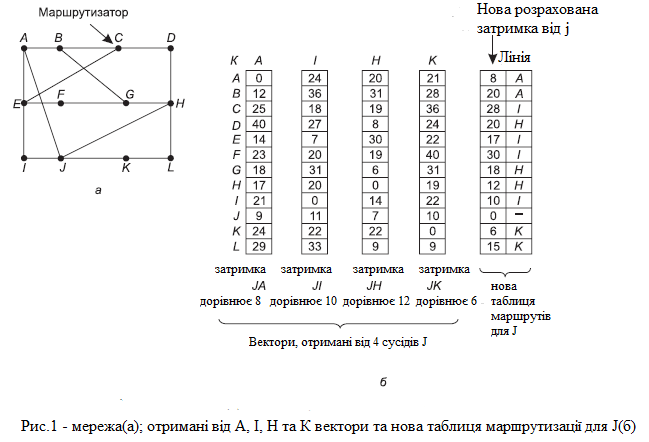 Маршрутизатор
A B C D
E F G H
I J K L
а
Нова розрахована
затримка від j
Лінія
К A I H K
A 0 24 20 21 8 A
B 12 36 31 28 20 A
C 25 18 19 36 28 I
D 40 27 8 24 20 H
E 14 7 30 22 17 I
F 23 20 19 40 30 I
G 18 31 6 31 18 H
H 17 20 0 19 12 H
I 21 0 14 22 10 I
J 9 11 7 10 0 –
K 24 22 22 0 6 K
L 29 33 9 9 15 K
затримка затримка затримка затримка
JA JI JH JK
дорівнює 8 дорівнює 10 дорівнює 12 дорівнює 6
нова
таблиця
маршрутів
для J
Вектори, отримані від 4 сусідів J
б
Рис.1 - мережа(а); отримані від А, І, Н та К вектори та нова таблиця маршрутизації для J(б)